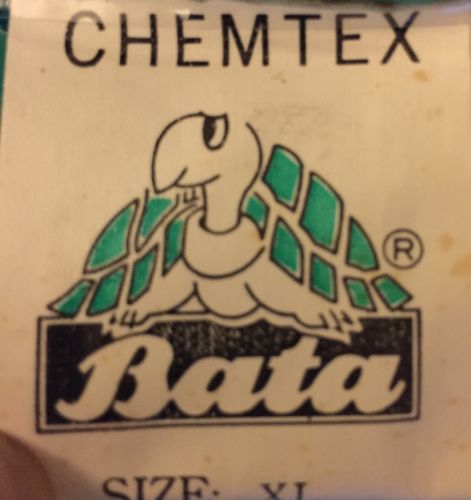 CHEMTEX
®
Bata
SIZE: XL